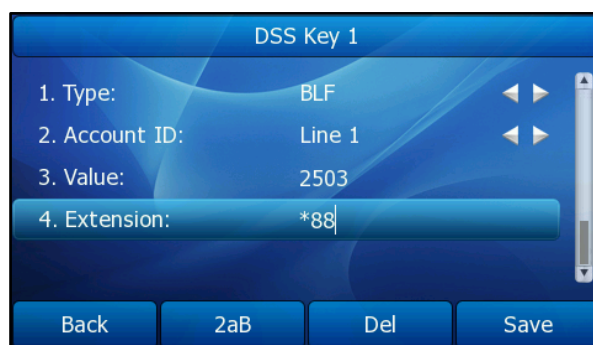 DSS Key 1
1. Type: BLF
2. Account ID: Line 1
3. Value: 2503
4. Extension: *88
Back 2aB Del Save